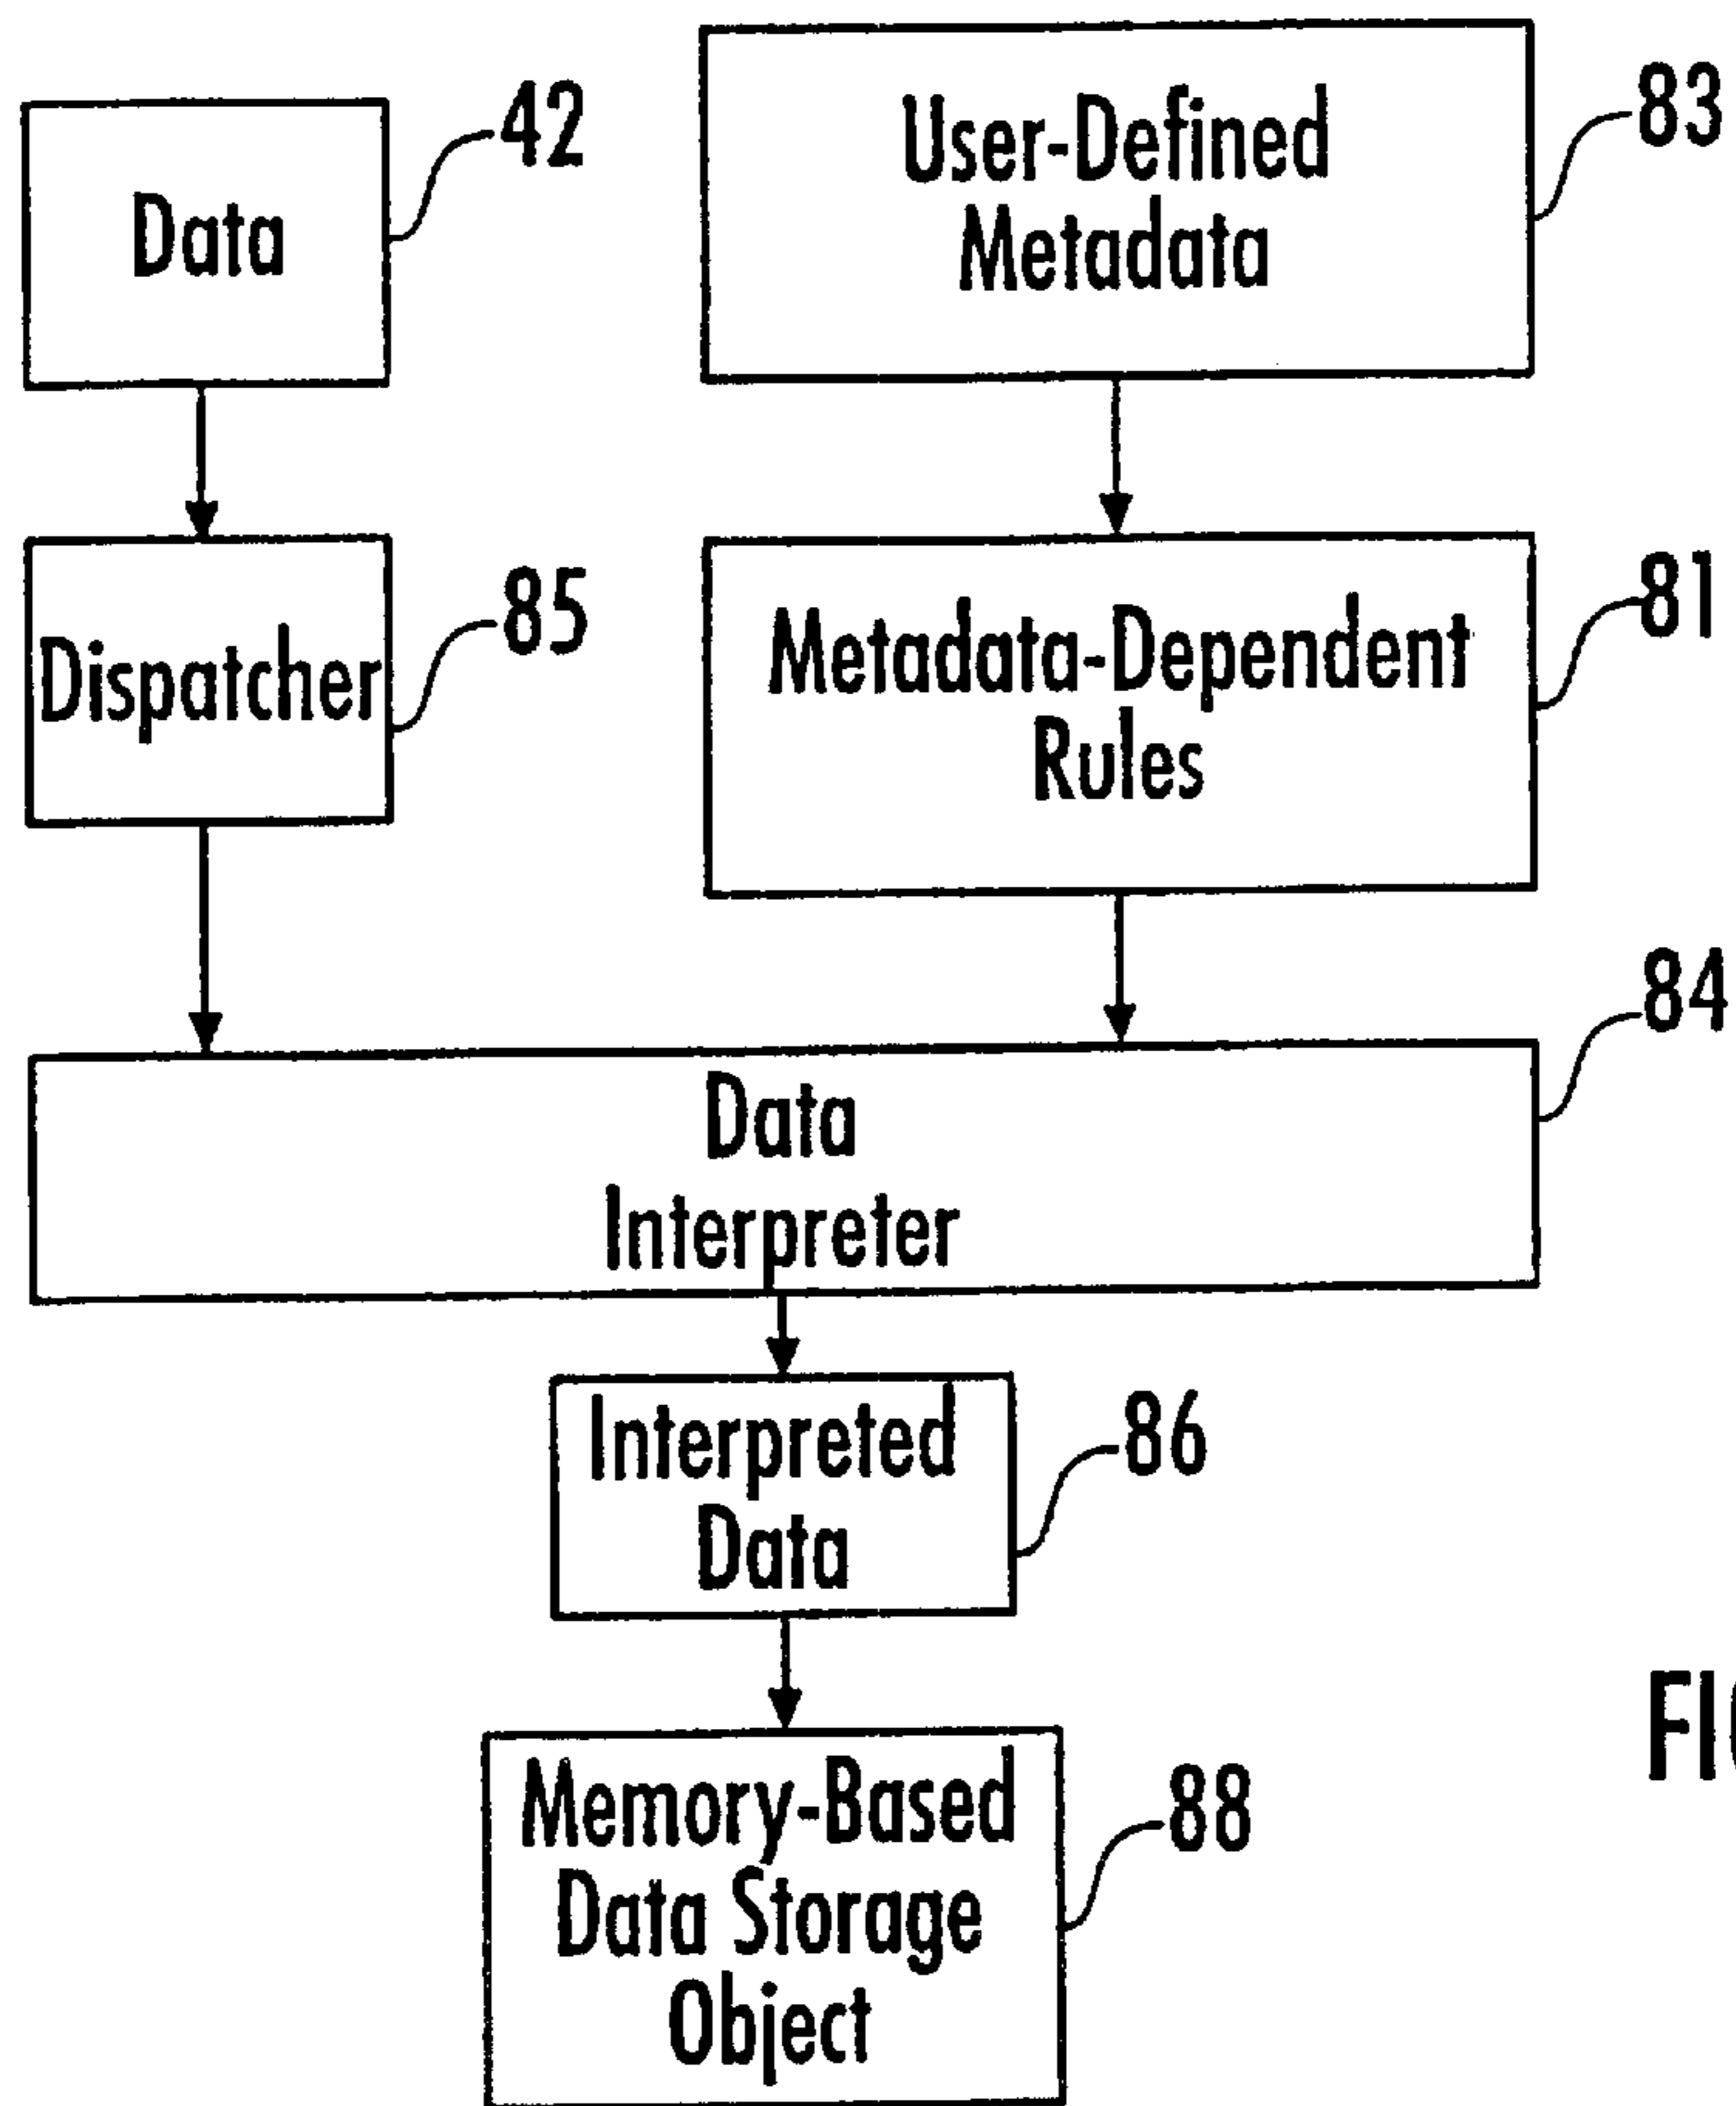 Data
42
User-Defined
Metadata
83
Dispatcher
85
Metadata-Dependent
Rules
81
Data
Interpreter
84
Interpreted
Data
86
Memory-Based
Data Storage
Object
88